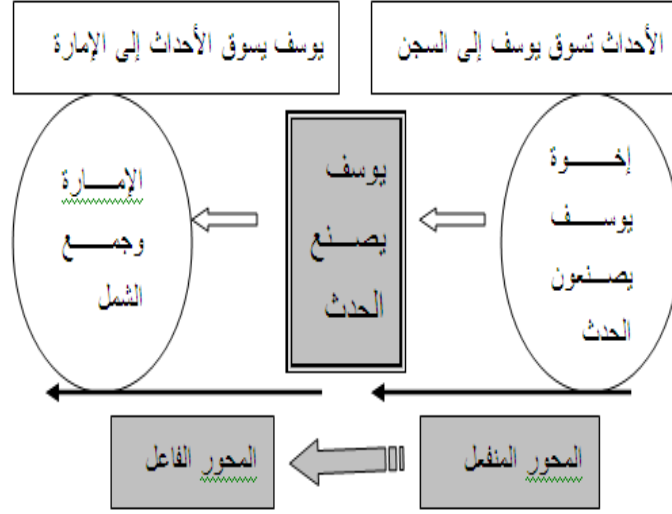 الأحداث تسوق يوسف إلى السجن
يوسف يسوق الأحداث إلى الإمارة
إخوة
يوسف
يصنعون
الحدث
يوسف
يصنع
الحدث
الإمارة
وجمع
الشمل
المحور المنفعل
المحور الفاعل